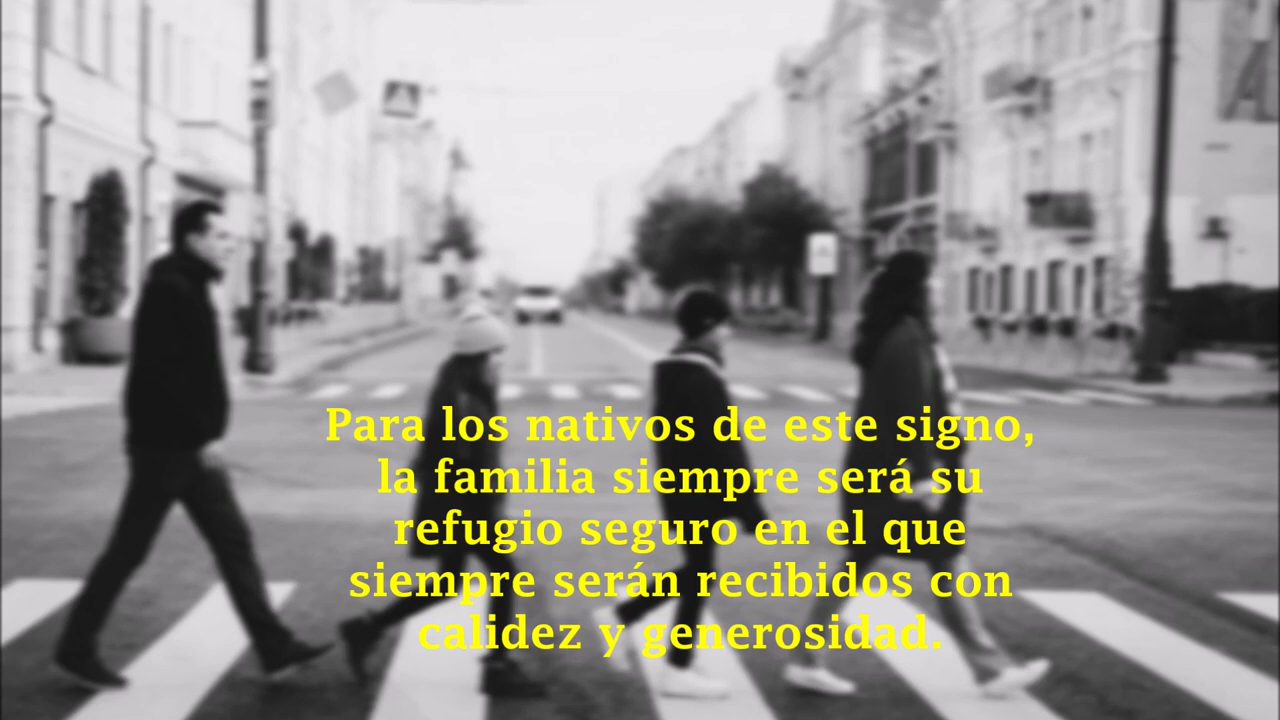 Para los nativos de este signo,
la familia siempre será su
refugio seguro en el que
siempre serán recibidos con
calidez y generosidad.